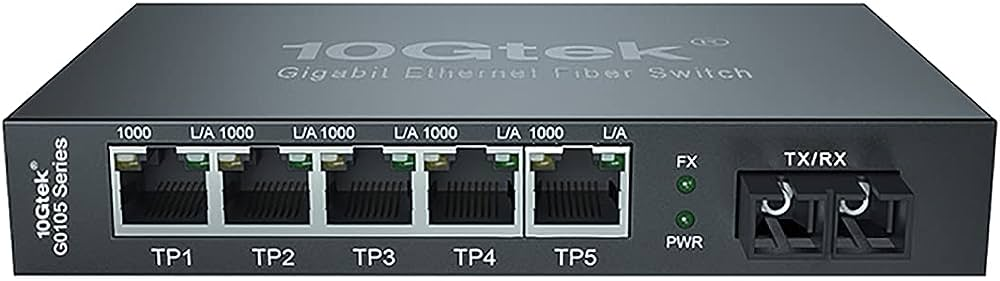 10Gtek®
Gigabit Ethernet Fiber Switch
1000 L/A 1000 L/A 1000 L/A 1000 L/A 1000 L/A
FX
TX/RX
PWR
TP1 TP2 TP3 TP4 TP5
10Gtek®
G0105 Series